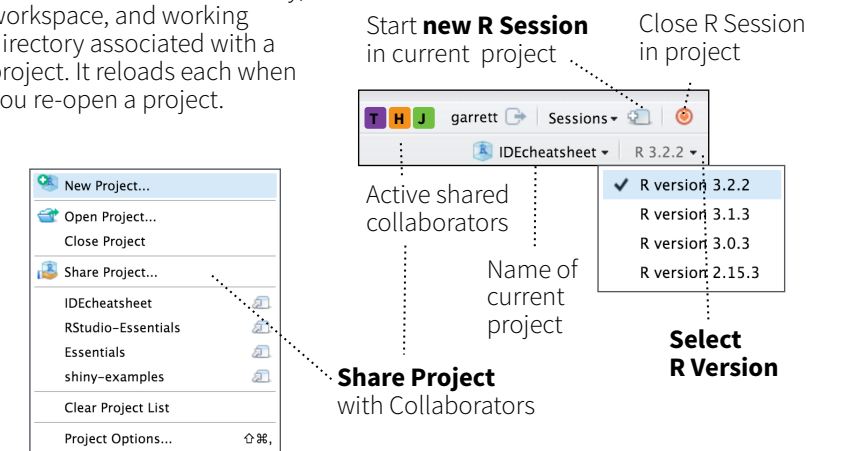 workspace, and working
directory associated with a
project. It reloads each when
you re-open a project.
Start new R Session
in current project
Close R Session
in project
T H J garrett Sessions
IDEcheatsheet R 3.2.2
✓ R version 3.2.2
R version 3.1.3
R version 3.0.3
R version 2.15.3
Active shared
collaborators
Name of
current
project
Select
R Version
New Project...
Open Project...
Close Project
Share Project...
IDEcheatsheet
RStudio-Essentials
Essentials
shiny-examples
Clear Project List
Project Options... ⇧⌘,
Share Project
with Collaborators